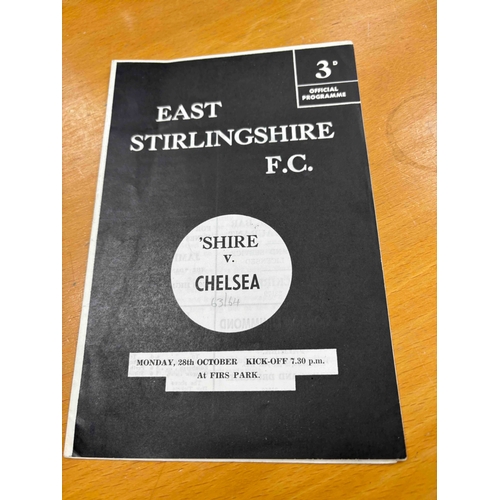 3D
OFFICIAL
PROGRAMME
EAST
STIRLINGSHIRE
F.C.
'SHIRE
v.
CHELSEA
63/64
MONDAY, 28th OCTOBER KICK-OFF 7.30 p.m.
At FIRS PARK.